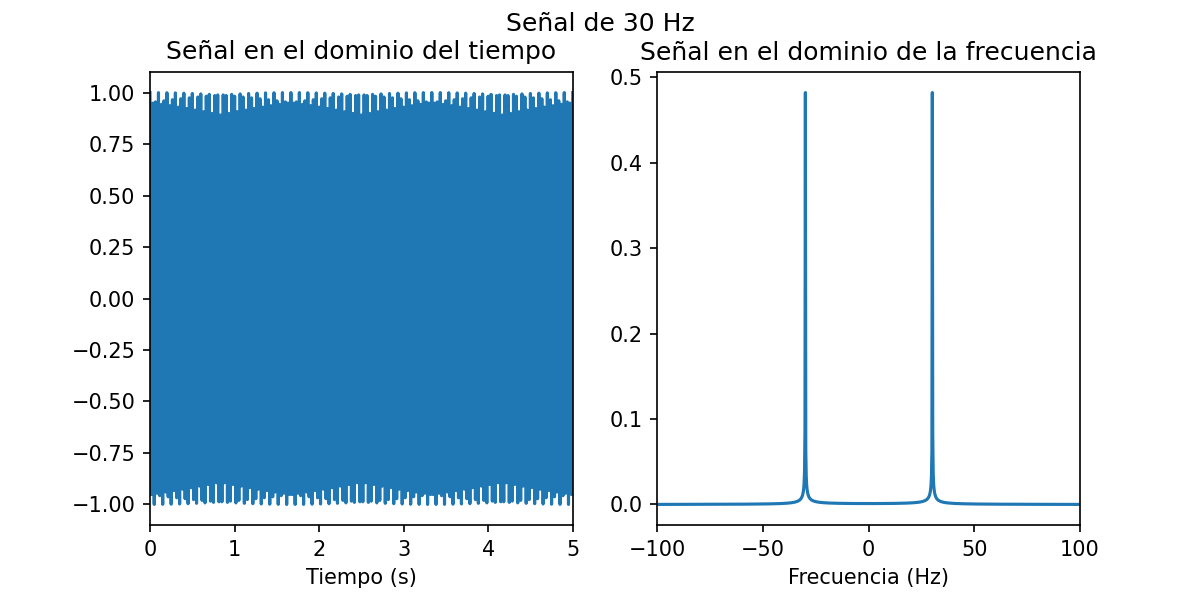 Señal de 30 Hz
Señal en el dominio del tiempo
1.00
0.75
0.50
0.25
0.00
−0.25
−0.50
−0.75
−1.00
0 1 2 3 4 5
Tiempo (s)
Señal en el dominio de la frecuencia
0.5
0.4
0.3
0.2
0.1
0.0
−100 −50 0 50 100
Frecuencia (Hz)